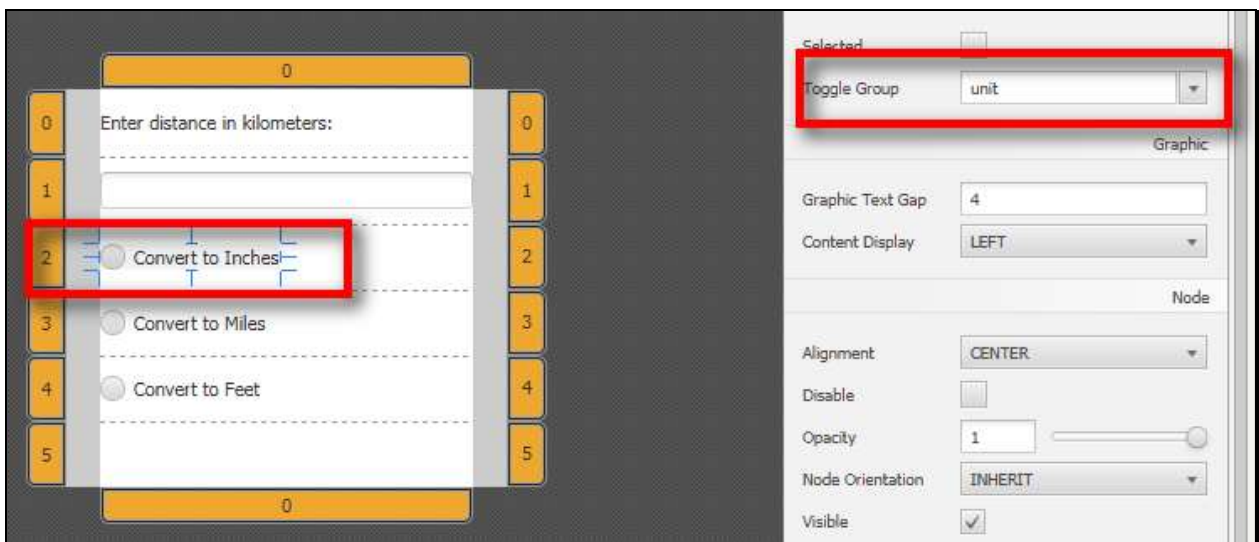 0
0 Enter distance in kilometers: 0
1 1
2 Convert to Inches 2
3 Convert to Miles 3
4 Convert to Feet 4
5 5
0
Selected
Toggle Group unit
Graphic
Graphic Text Gap 4
Content Display LEFT
Node
Alignment CENTER
Disable
Opacity 1
Node Orientation INHERIT
Visible